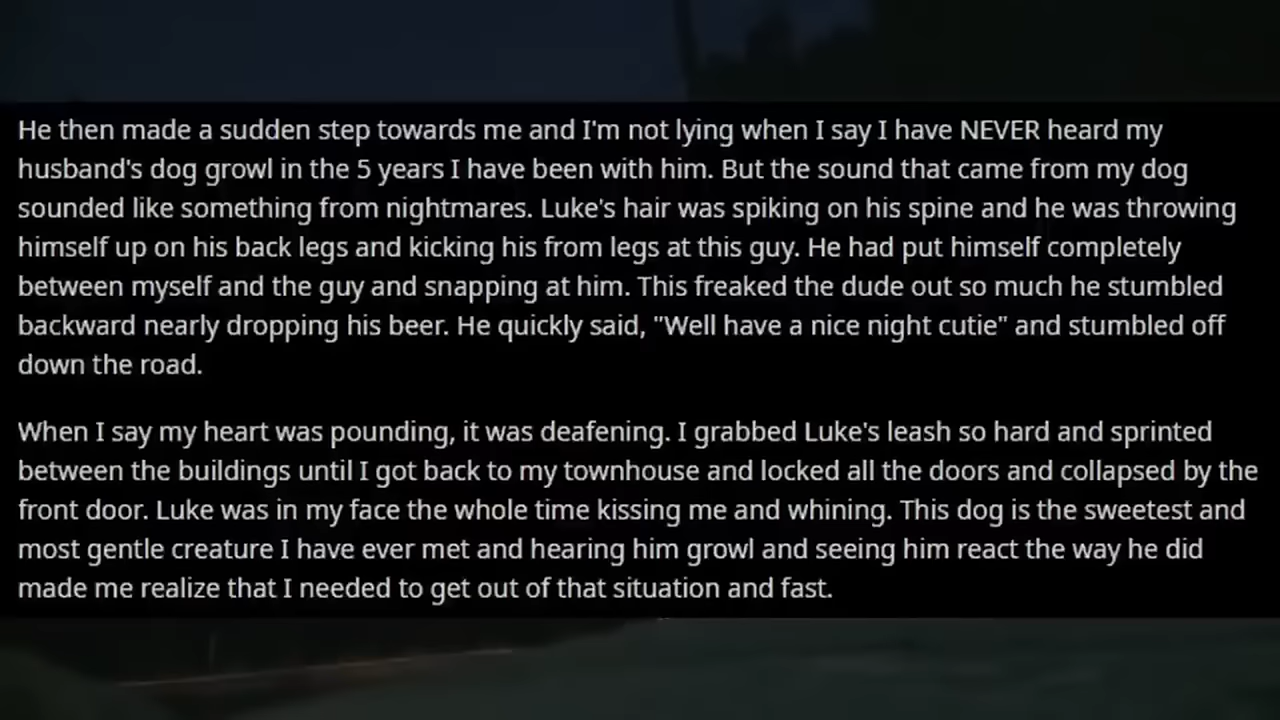 He then made a sudden step towards me and I'm not lying when I say I have NEVER heard my
husband's dog growl in the 5 years I have been with him. But the sound that came from my dog
sounded like something from nightmares. Luke's hair was spiking on his spine and he was throwing
himself up on his back legs and kicking his from legs at this guy. He had put himself completely
between myself and the guy and snapping at him. This freaked the dude out so much he stumbled
backward nearly dropping his beer. He quickly said, "Well have a nice night cutie" and stumbled off
down the road.
When I say my heart was pounding, it was deafening. I grabbed Luke's leash so hard and sprinted
between the buildings until I got back to my townhouse and locked all the doors and collapsed by the
front door. Luke was in my face the whole time kissing me and whining. This dog is the sweetest and
most gentle creature I have ever met and hearing him growl and seeing him react the way he did
made me realize that I needed to get out of that situation and fast.